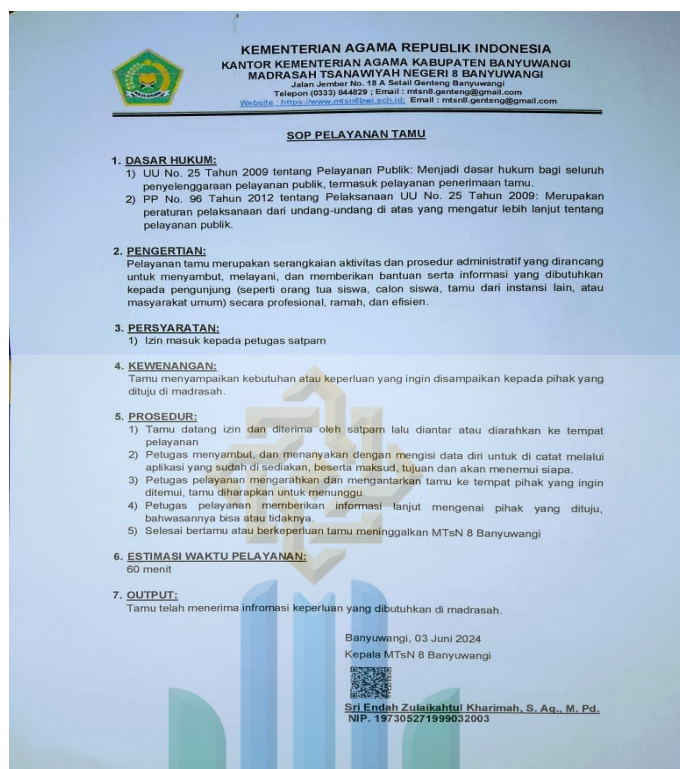 KEMENTERIAN AGAMA REPUBLIK INDONESIA
KANTOR KEMENTERIAN AGAMA KABUPATEN BANYUWANGI
MADRASAH TSANAWIYAH NEGERI 8 BANYUWANGI
Jalan Jember No. 18 A Setail Genteng Banyuwangi
Telepon (0333) 844829 ; Email : mtsn8.genteng@gmail.com
Website : https://www.mtsn8bwi.sch.id; Email : mtsn8.genteng@gmail.com
SOP PELAYANAN TAMU
1. DASAR HUKUM:
1) UU No. 25 Tahun 2009 tentang Pelayanan Publik: Menjadi dasar hukum bagi seluruh
penyelenggaraan pelayanan publik, termasuk pelayanan penerimaan tamu.
2) PP No. 96 Tahun 2012 tentang Pelaksanaan UU No. 25 Tahun 2009: Merupakan
peraturan pelaksanaan dari undang-undang di atas yang mengatur lebih lanjut tentang
pelayanan publik.
2. PENGERTIAN:
Pelayanan tamu merupakan serangkaian aktivitas dan prosedur administratif yang dirancang
untuk menyambut, melayani, dan memberikan bantuan serta informasi yang dibutuhkan
kepada pengunjung (seperti orang tua siswa, calon siswa, tamu dari instansi lain, atau
masyarakat umum) secara profesional, ramah, dan efisien.
3. PERSYARATAN:
1) Izin masuk kepada petugas satpam
4. KEWENANGAN:
Tamu menyampaikan kebutuhan atau keperluan yang ingin disampaikan kepada pihak yang
dituju di madrasah.
5. PROSEDUR:
1) Tamu datang izin dan diterima oleh satpam lalu diantar atau diarahkan ke tempat
pelayanan
2) Petugas menyambut, dan menanyakan dengan mengisi data diri untuk di catat melalui
aplikasi yang sudah di sediakan, beserta maksud, tujuan dan akan menemui siapa.
3) Petugas pelayanan mengarahkan dan mengantarkan tamu ke tempat pihak yang ingin
ditemui, tamu diharapkan untuk menunggu.
4) Petugas pelayanan memberikan informasi lanjut mengenai pihak yang dituju,
bahwasannya bisa atau tidaknya.
5) Selesai bertamu atau berkeperluan tamu meninggalkan MTsN 8 Banyuwangi
6. ESTIMASI WAKTU PELAYANAN:
60 menit
7. OUTPUT:
Tamu telah menerima infromasi keperluan yang dibutuhkan di madrasah.
Banyuwangi, 03 Juni 2024
Kepala MTsN 8 Banyuwangi
Sri Endah Zulaikahtul Kharimah, S. Ag., M. Pd.
NIP. 197305271999032003